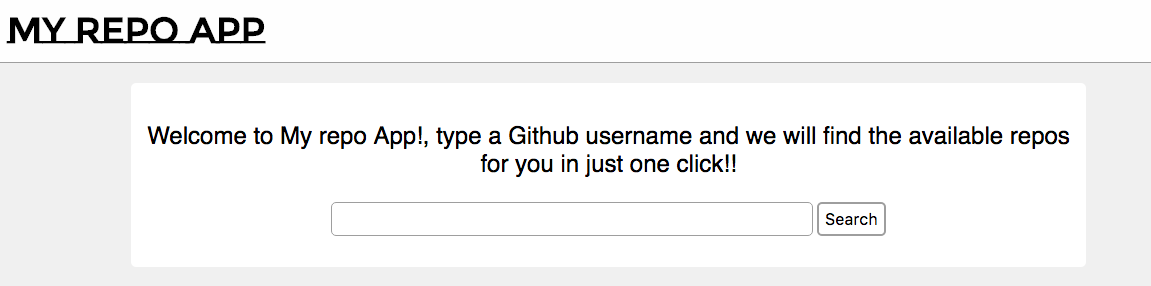 MY REPO APP
Welcome to My repo App!, type a Github username and we will find the available repos
for you in just one click!!
Search